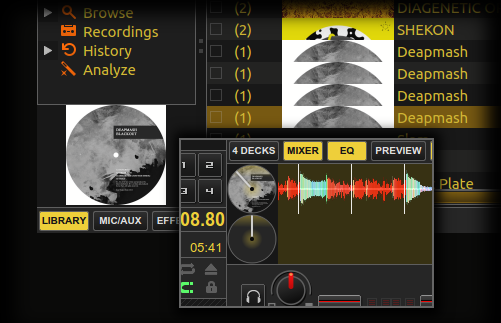 Browse
Recordings
History
Analyze
(2) DIAGENETIC
(2) SHEKON
(1) Deapmash
(1) Deapmash
(1) Deapmash
(1) Deapmash
DEAPMASH
BLACKOUT
Plate
LIBRARY MIC/AUX EFFE
4 DECKS MIXER EQ PREVIEW
1 2
3 4
08.80
05:41